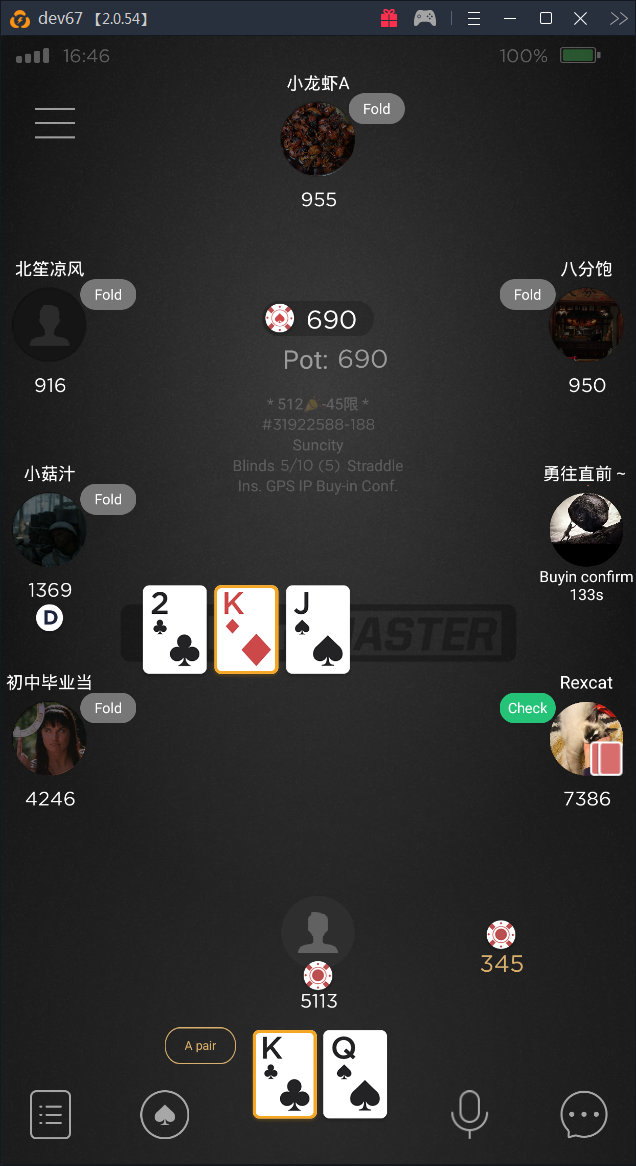 dev67 【2.0.54】
16:46
100%
小龙虾A
Fold
955
北笙凉风
Fold
916
八分饱
Fold
950
690
Pot: 690
* 512 -45限 *
#31922588-188
Suncity
Blinds 5/10 (5) Straddle
Ins. GPS IP Buy-in Conf.
小菇汁
Fold
1369
D
勇往直前 ~
Buyin confirm
133s
2
K
J
ASTER
初中毕业当
Fold
4246
Rexcat
Check
7386
345
5113
A pair
K
Q